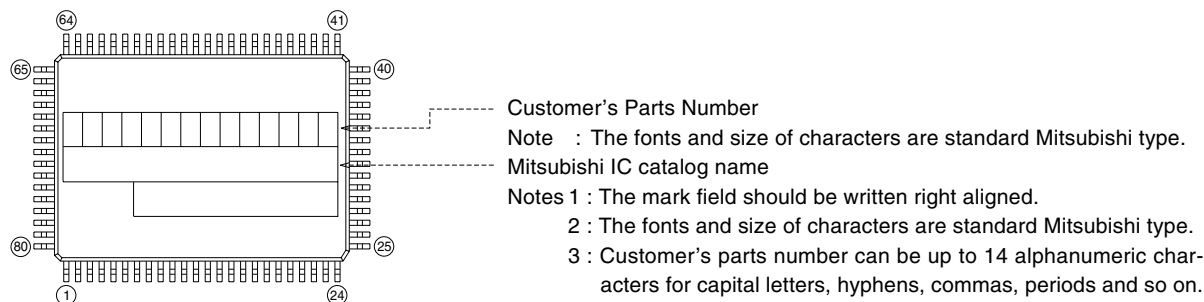 64 41
65 40
80 25
1 24
Customer's Parts Number
Note : The fonts and size of characters are standard Mitsubishi type.
Mitsubishi IC catalog name
Notes 1 : The mark field should be written right aligned.
2 : The fonts and size of characters are standard Mitsubishi type.
3 : Customer's parts number can be up to 14 alphanumeric char-
acters for capital letters, hyphens, commas, periods and so on.